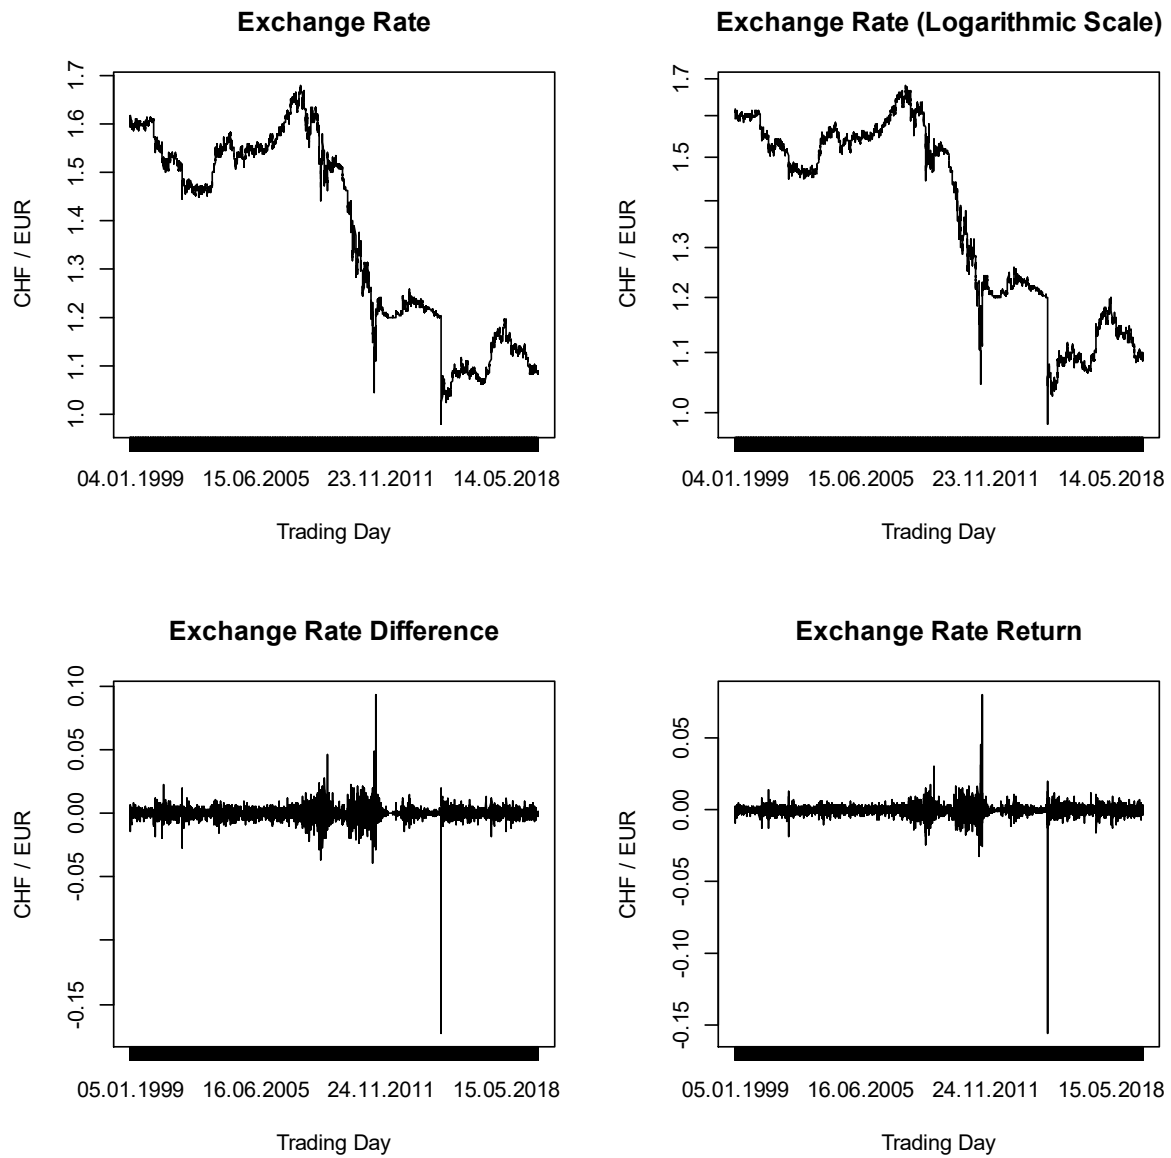 Exchange Rate
CHF / EUR
1.7
1.6
1.5
1.4
1.3
1.2
1.1
1.0
04.01.1999 15.06.2005 23.11.2011 14.05.2018
Trading Day
Exchange Rate (Logarithmic Scale)
CHF / EUR
1.7
1.5
1.3
1.2
1.1
1.0
04.01.1999 15.06.2005 23.11.2011 14.05.2018
Trading Day
Exchange Rate Difference
CHF / EUR
0.10
0.05
0.00
-0.05
-0.15
05.01.1999 16.06.2005 24.11.2011 15.05.2018
Trading Day
Exchange Rate Return
CHF / EUR
0.05
0.00
-0.05
-0.10
-0.15
05.01.1999 16.06.2005 24.11.2011 15.05.2018
Trading Day